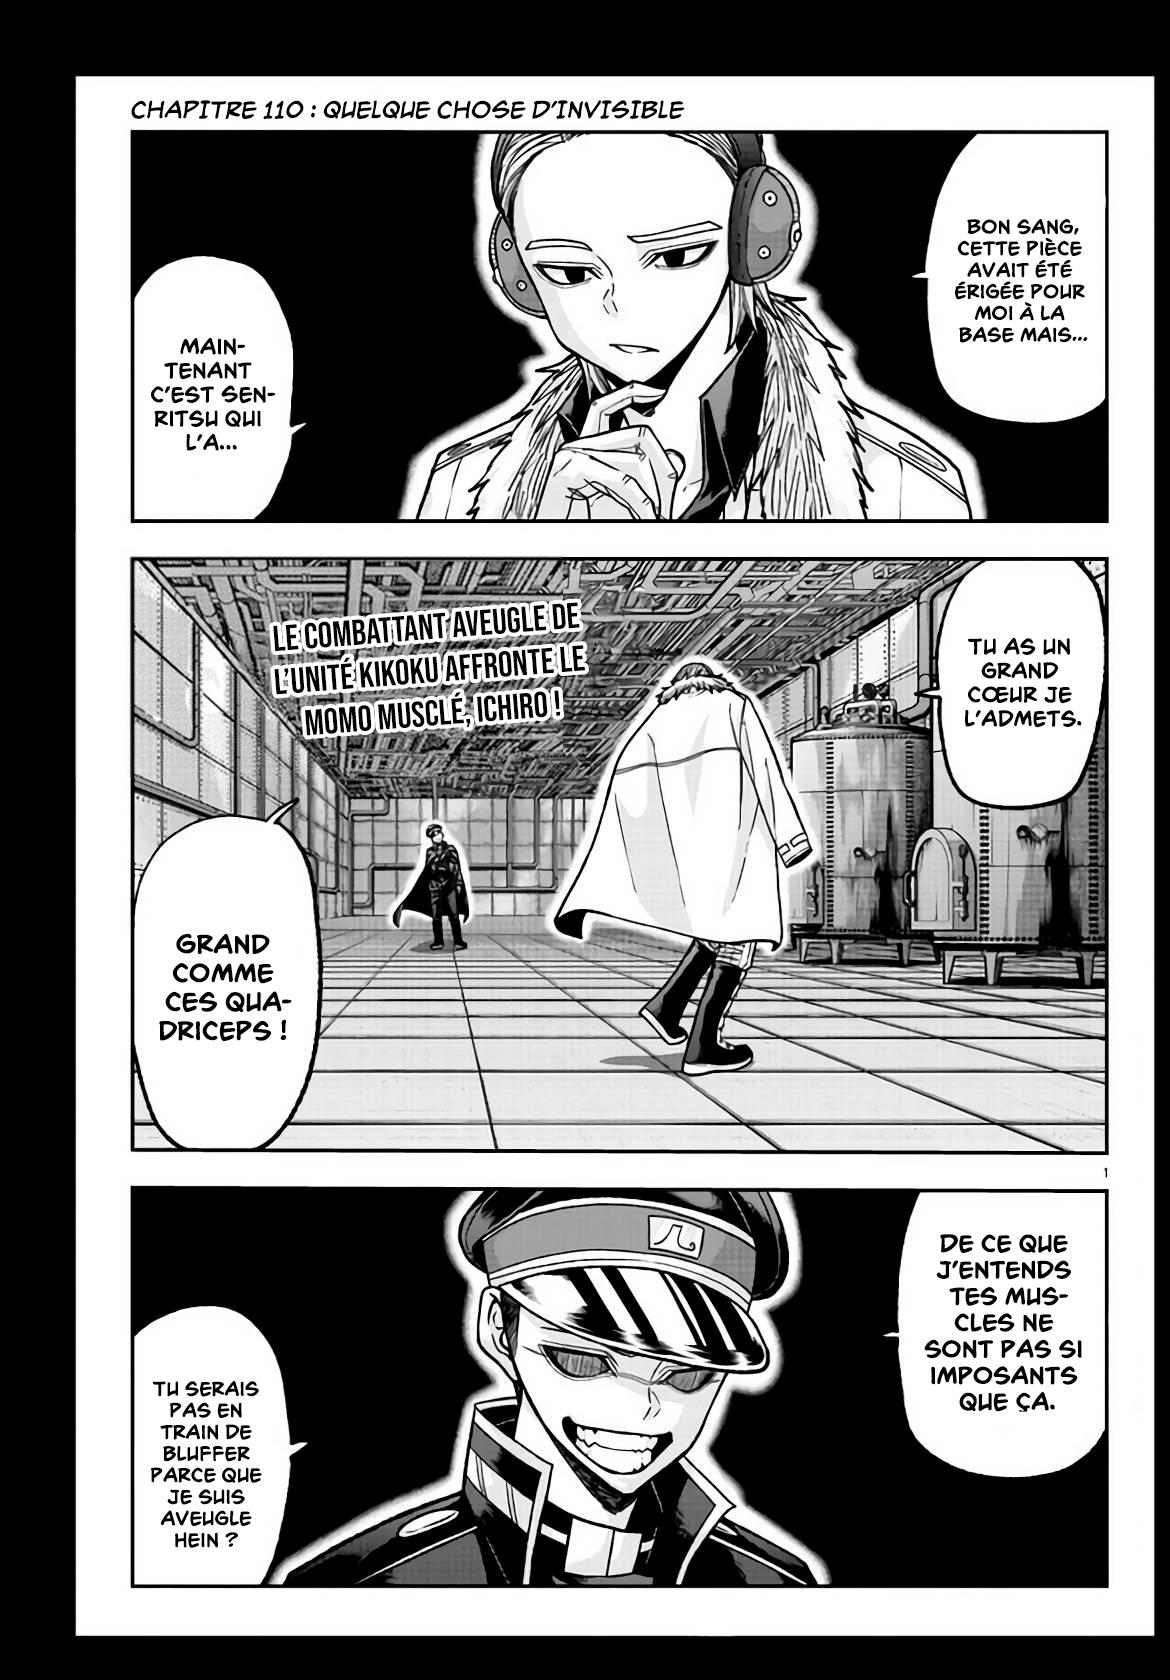 CHAPITRE 110 : QUELQUE CHOSE D'INVISIBLE
BON SANG,
CETTE PIÈCE
AVAIT ÉTÉ
ÉRIGÉE POUR
MOI À LA
BASE MAIS...
MAIN-
TENANT
C'EST SEN-
RITSU QUI
L'A...
TU AS UN
GRAND
CŒUR JE
L'ADMETS.
LE COMBATTANT AVEUGLE DE
L'UNITÉ KIKOKU AFFRONTE LE
MOMO MUSCLÉ, ICHIRO !
GRAND
COMME
CES QUA-
DRICEPS !
1
DE CE QUE
J'ENTENDS
TES MUS-
CLES NE
SONT PAS SI
IMPOSANTS
QUE ÇA.
TU SERAIS
PAS EN
TRAIN DE
BLUFFER
PARCE QUE
JE SUIS
AVEUGLE
HEIN ?